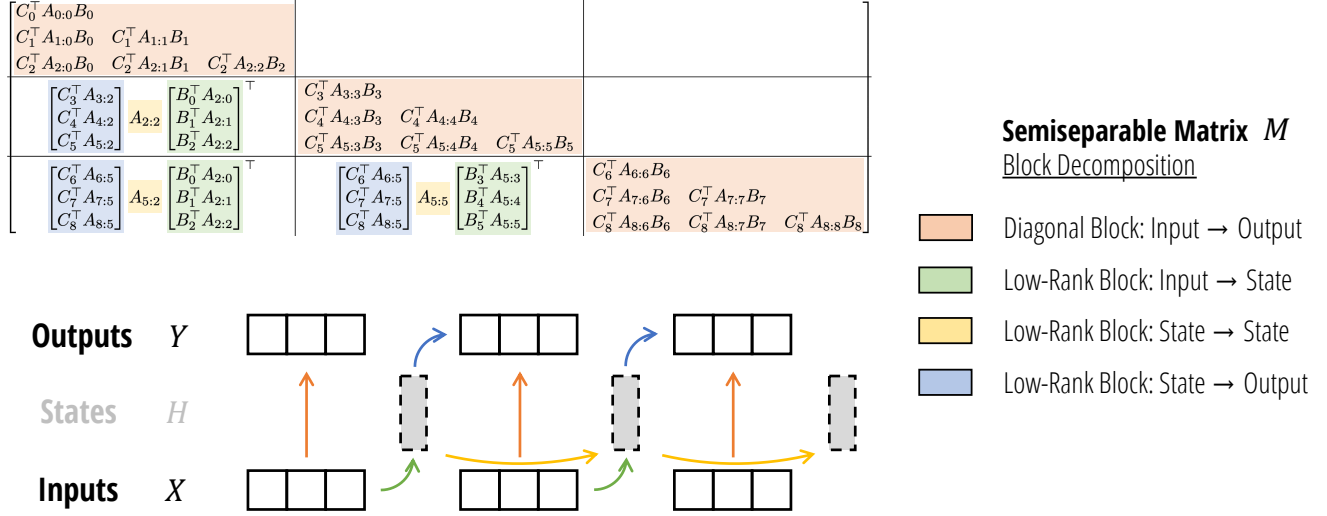 C_0^⊤ A_{0:0} B_0
C_1^⊤ A_{1:0} B_0 C_1^⊤ A_{1:1} B_1
C_2^⊤ A_{2:0} B_0 C_2^⊤ A_{2:1} B_1 C_2^⊤ A_{2:2} B_2
[C_3^⊤ A_{3:2}
C_4^⊤ A_{4:2}
C_5^⊤ A_{5:2}] A_{2:2} [B_0^⊤ A_{2:0}
B_1^⊤ A_{2:1}
B_2^⊤ A_{2:2}]^⊤
C_3^⊤ A_{3:3} B_3
C_4^⊤ A_{4:3} B_3 C_4^⊤ A_{4:4} B_4
C_5^⊤ A_{5:3} B_3 C_5^⊤ A_{5:4} B_4 C_5^⊤ A_{5:5} B_5
[C_6^⊤ A_{6:5}
C_7^⊤ A_{7:5}
C_8^⊤ A_{8:5}] A_{5:2} [B_0^⊤ A_{2:0}
B_1^⊤ A_{2:1}
B_2^⊤ A_{2:2}]^⊤
[C_6^⊤ A_{6:5}
C_7^⊤ A_{7:5}
C_8^⊤ A_{8:5}] A_{5:5} [B_3^⊤ A_{5:3}
B_4^⊤ A_{5:4}
B_5^⊤ A_{5:5}]^⊤
C_6^⊤ A_{6:6} B_6
C_7^⊤ A_{7:6} B_6 C_7^⊤ A_{7:7} B_7
C_8^⊤ A_{8:6} B_6 C_8^⊤ A_{8:7} B_7 C_8^⊤ A_{8:8} B_8
Semiseparable Matrix M
Block Decomposition
Diagonal Block: Input → Output
Low-Rank Block: Input → State
Low-Rank Block: State → State
Low-Rank Block: State → Output
Outputs Y
States H
Inputs X